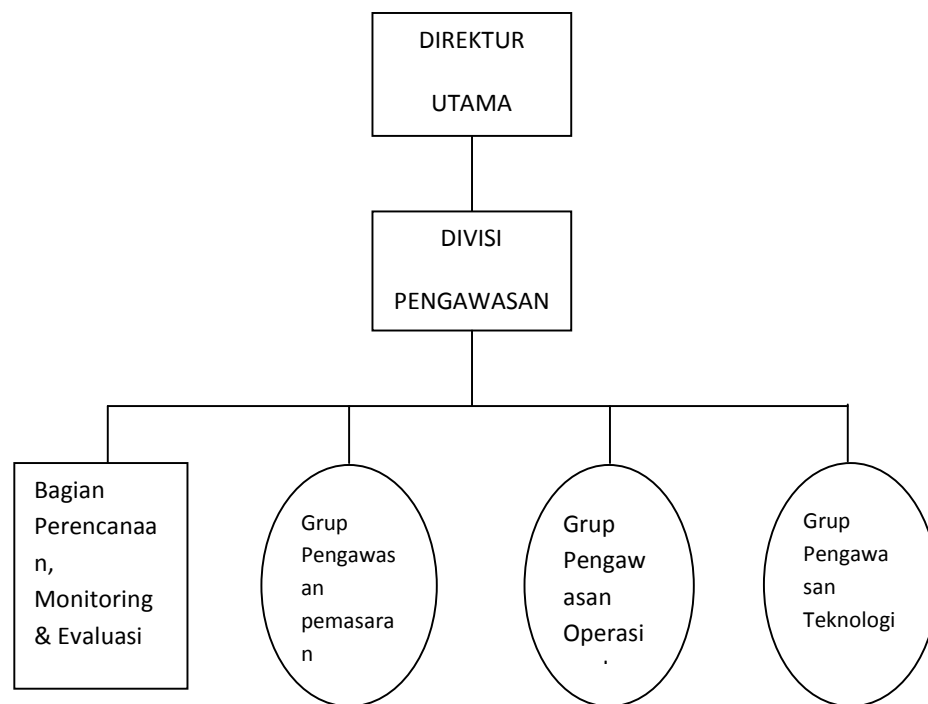 DIREKTUR
UTAMA
DIVISI
PENGAWASAN
Bagian
Perencanaa
n,
Monitoring
& Evaluasi
Grup
Pengawas
an
pemasara
n
Grup
Pengaw
asan
Operasi
Grup
Pengawa
san
Teknologi